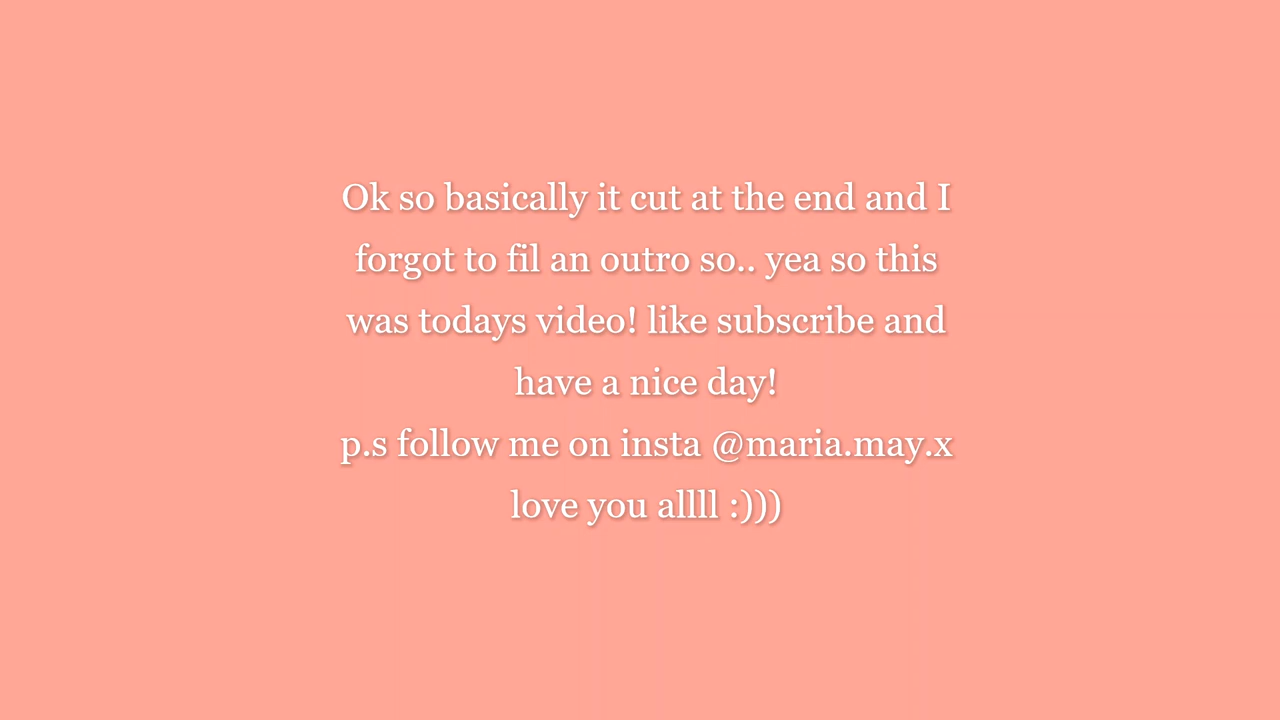 Ok so basically it cut at the end and I
forgot to fil an outro so.. yea so this
was todays video! like subscribe and
have a nice day!
p.s follow me on insta @maria.may.x
love you allll :)))